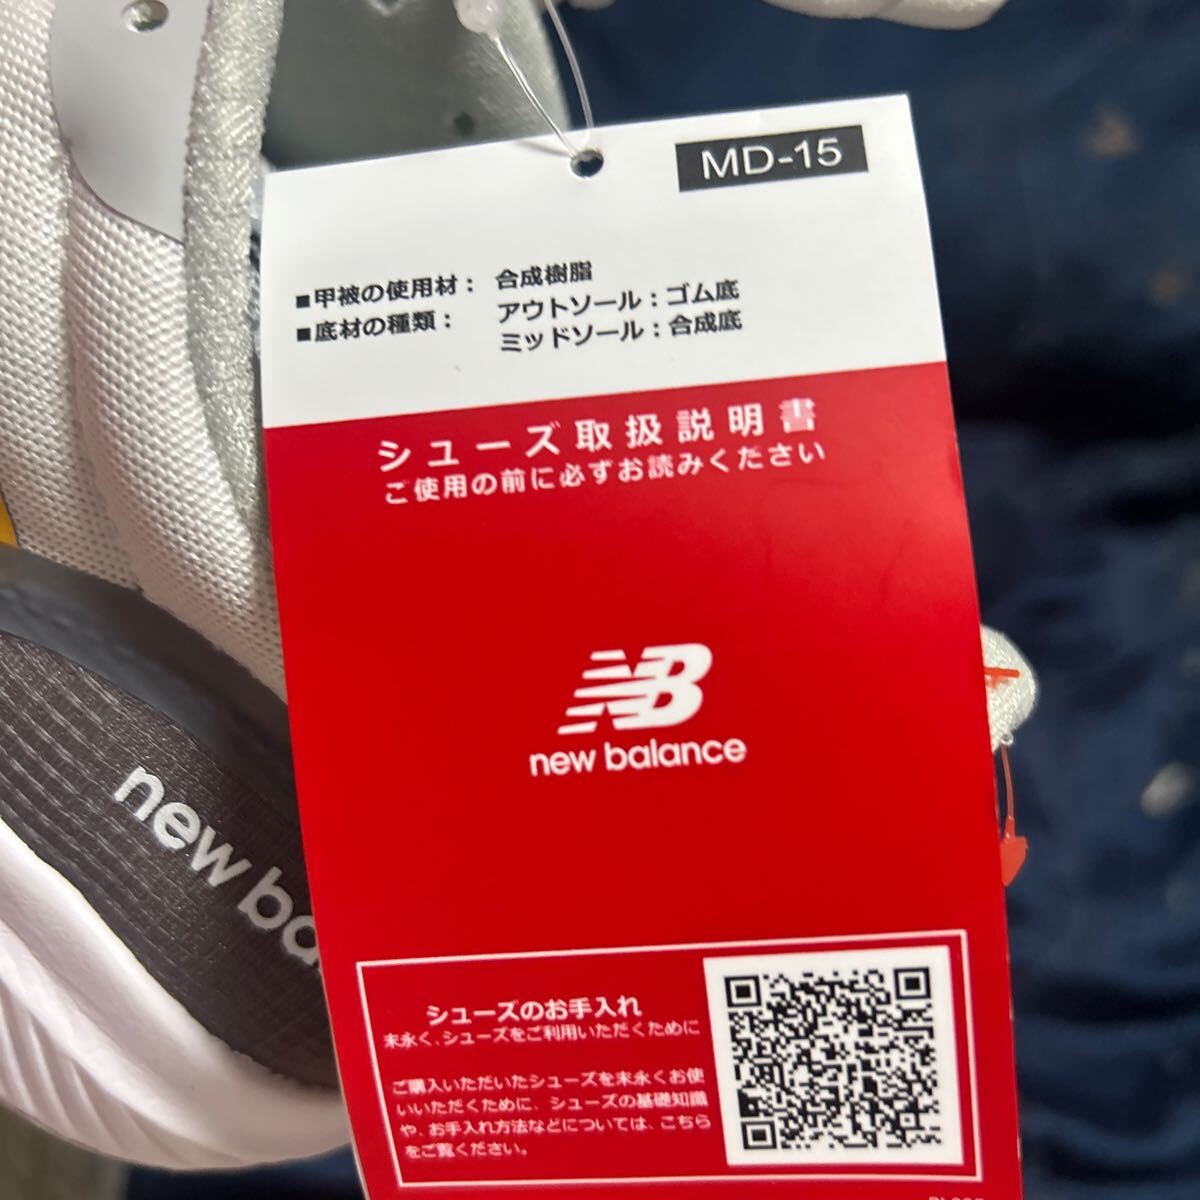 MD-15
■甲被の使用材： 合成樹脂
■底材の種類： アウトソール：ゴム底
ミッドソール：合成底
シューズ取扱説明書
ご使用の前に必ずお読みください
NB
new balance
new ba
シューズのお手入れ
末永く、シューズをご利用いただくために
ご購入いただいたシューズを末永くお使
いいただくために、シューズの基礎知識
や、お手入れ方法などについては、こちら
をご覧ください。